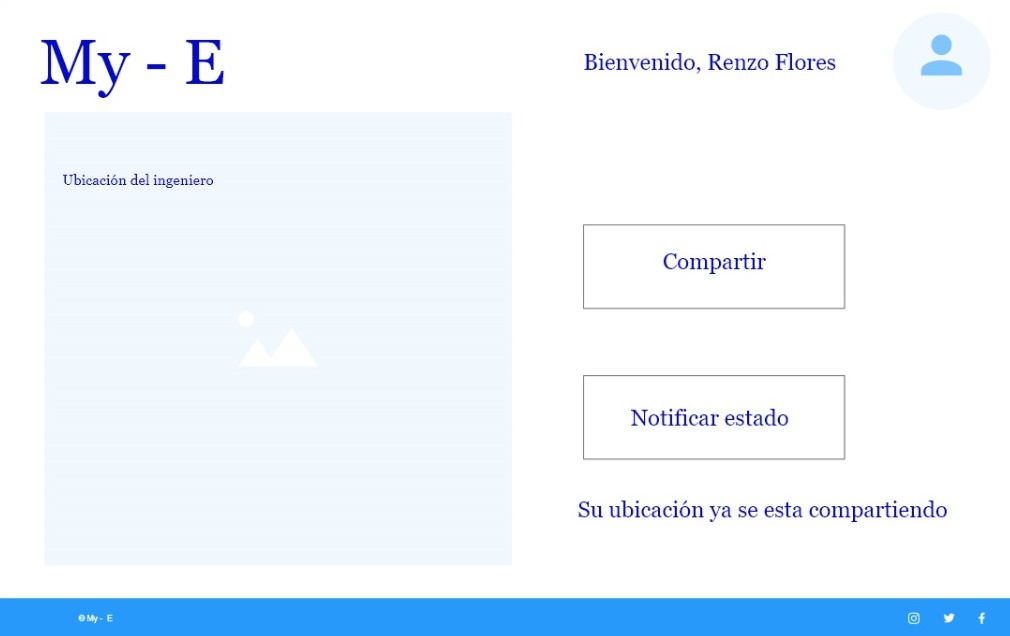 My - E
Bienvenido, Renzo Flores
Ubicación del ingeniero
Compartir
Notificar estado
Su ubicación ya se esta compartiendo
© My - E